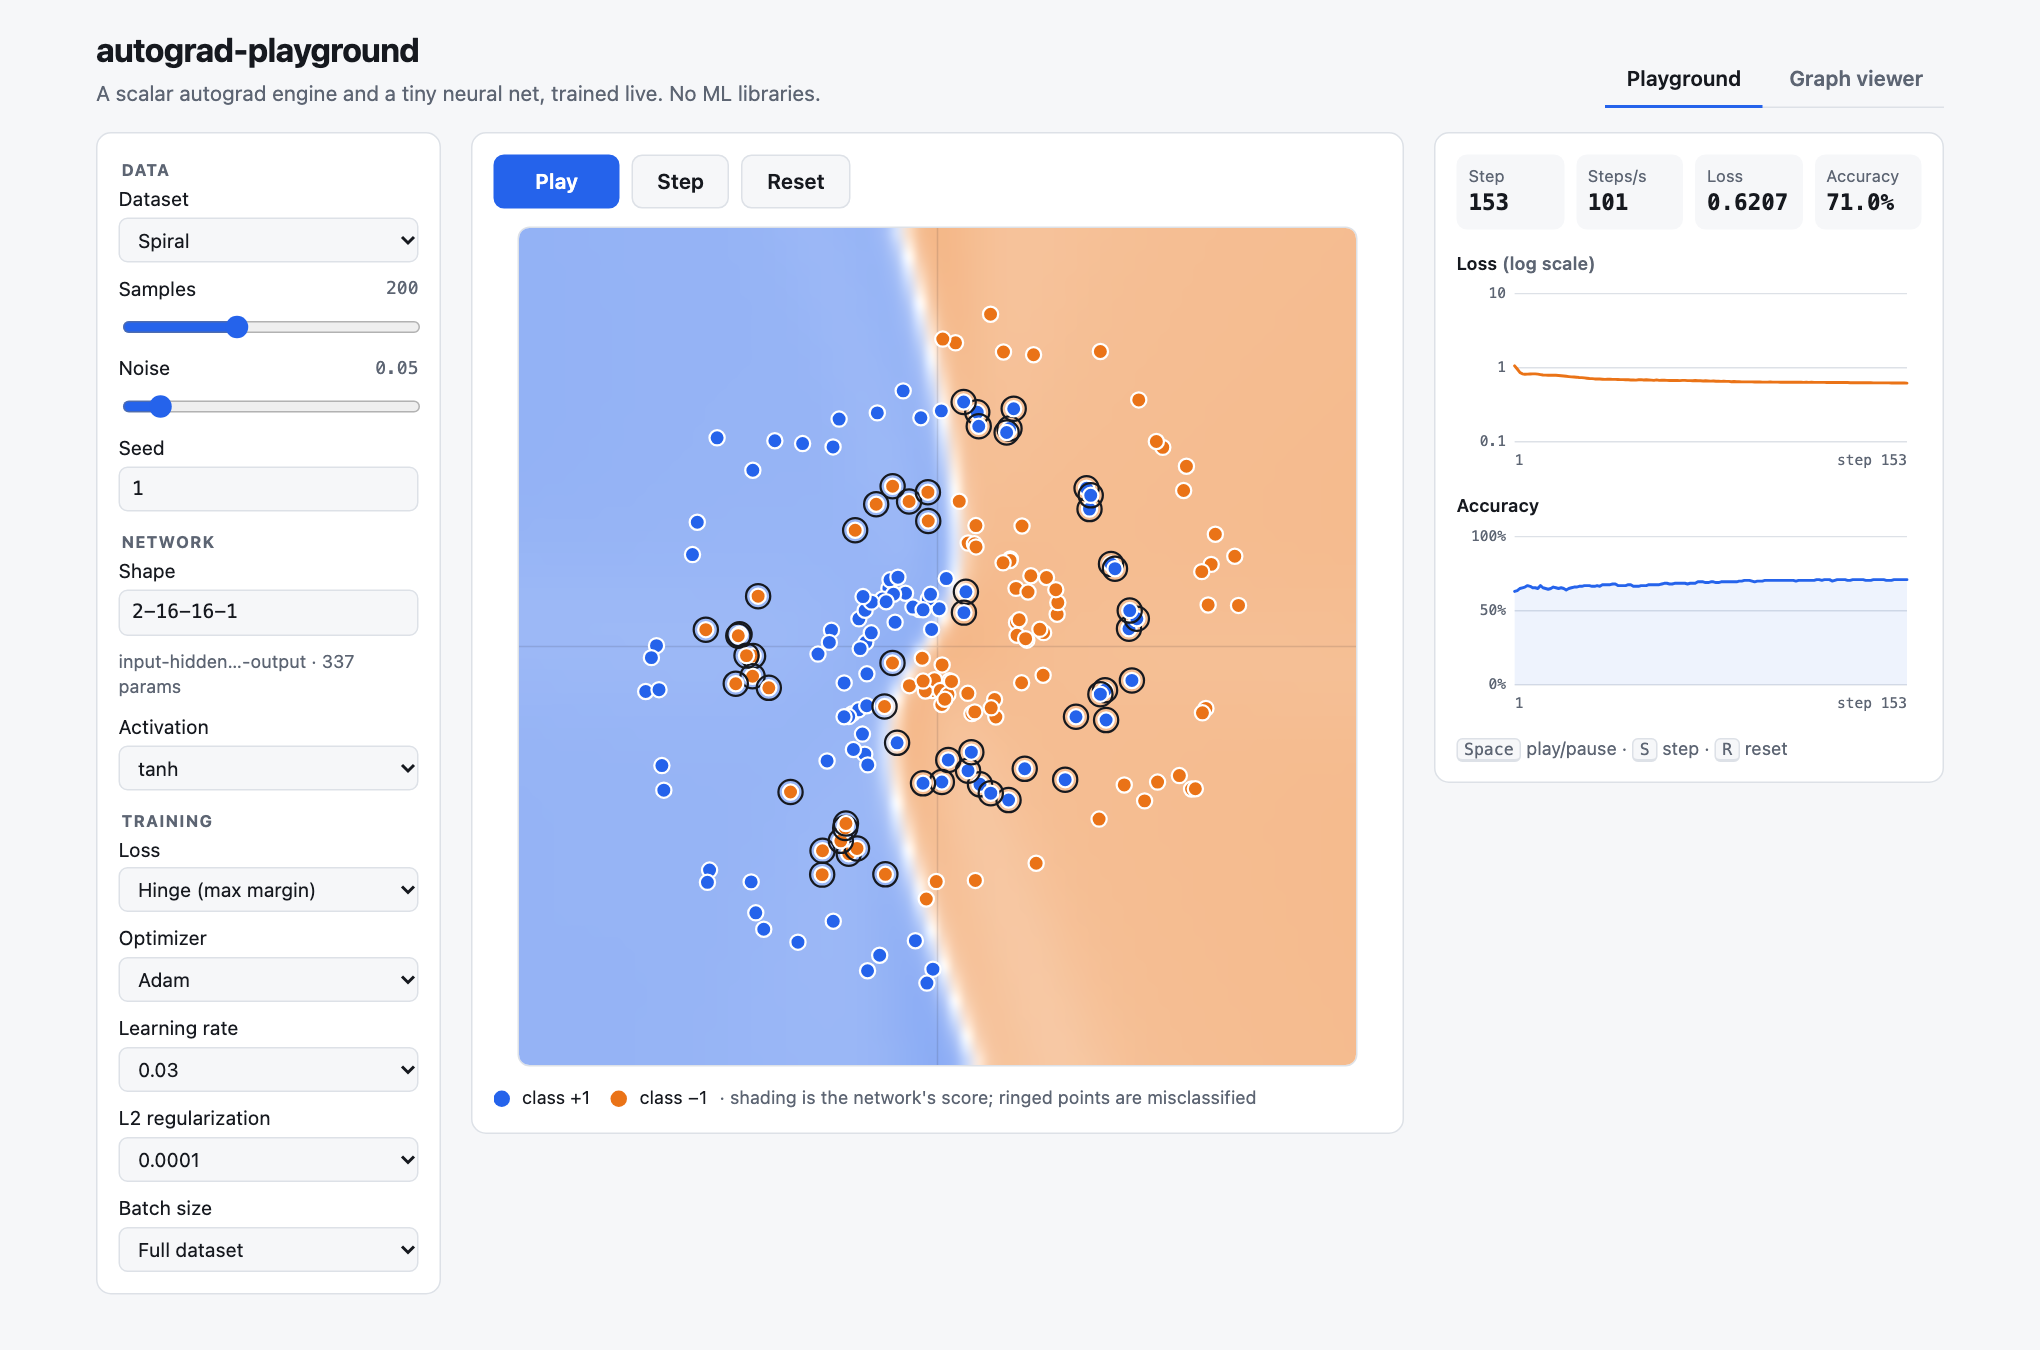 autograd-playground
A scalar autograd engine and a tiny neural net, trained live. No ML libraries.
Playground
Graph viewer
DATA
Dataset
Spiral
Samples 200
Noise 0.05
Seed
1
NETWORK
Shape
2–16–16–1
input-hidden...-output · 337
params
Activation
tanh
TRAINING
Loss
Hinge (max margin)
Optimizer
Adam
Learning rate
0.03
L2 regularization
0.0001
Batch size
Full dataset
Play
Step
Reset
class +1
class −1
· shading is the network's score; ringed points are misclassified
Step
153
Steps/s
101
Loss
0.6207
Accuracy
71.0%
Loss (log scale)
10
1
0.1
1
step 153
Accuracy
100%
50%
0%
1
step 153
Space play/pause · S step · R reset